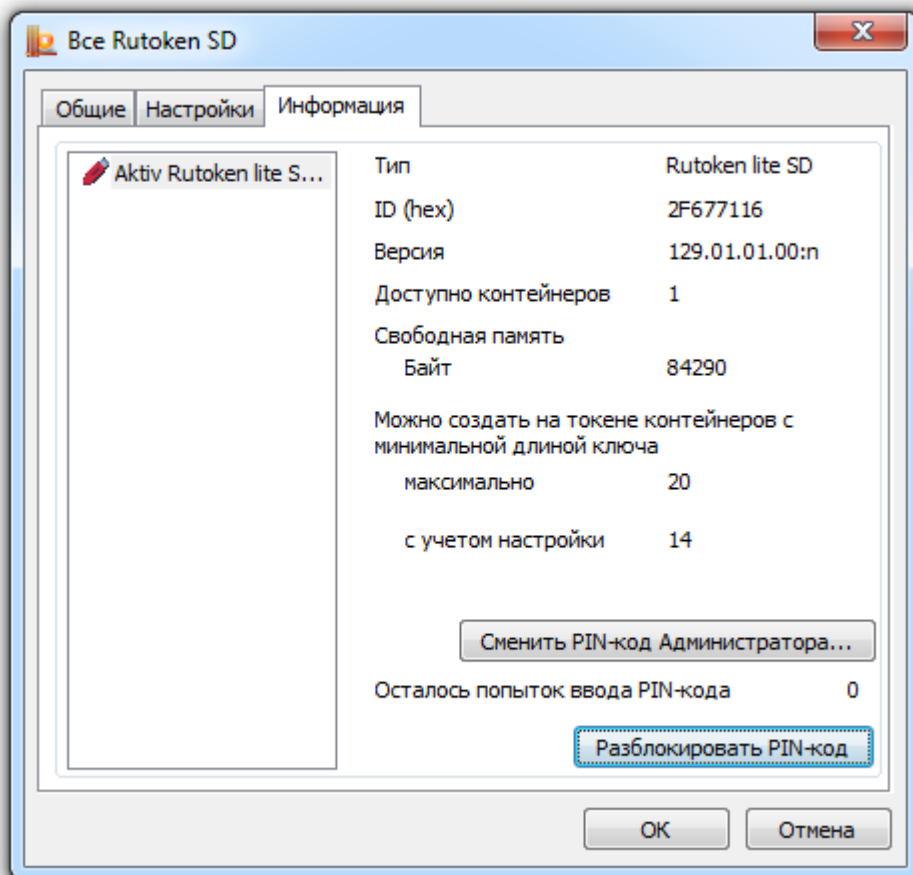 Все Rutoken SD
Общие Настройки Информация
Aktiv Rutoken lite S...
Тип Rutoken lite SD
ID (hex) 2F677116
Версия 129.01.01.00:n
Доступно контейнеров 1
Свободная память
Байт 84290
Можно создать на токене контейнеров с
минимальной длиной ключа
максимально 20
с учетом настройки 14
Сменить PIN-код Администратора...
Осталось попыток ввода PIN-кода 0
Разблокировать PIN-код
ОК Отмена